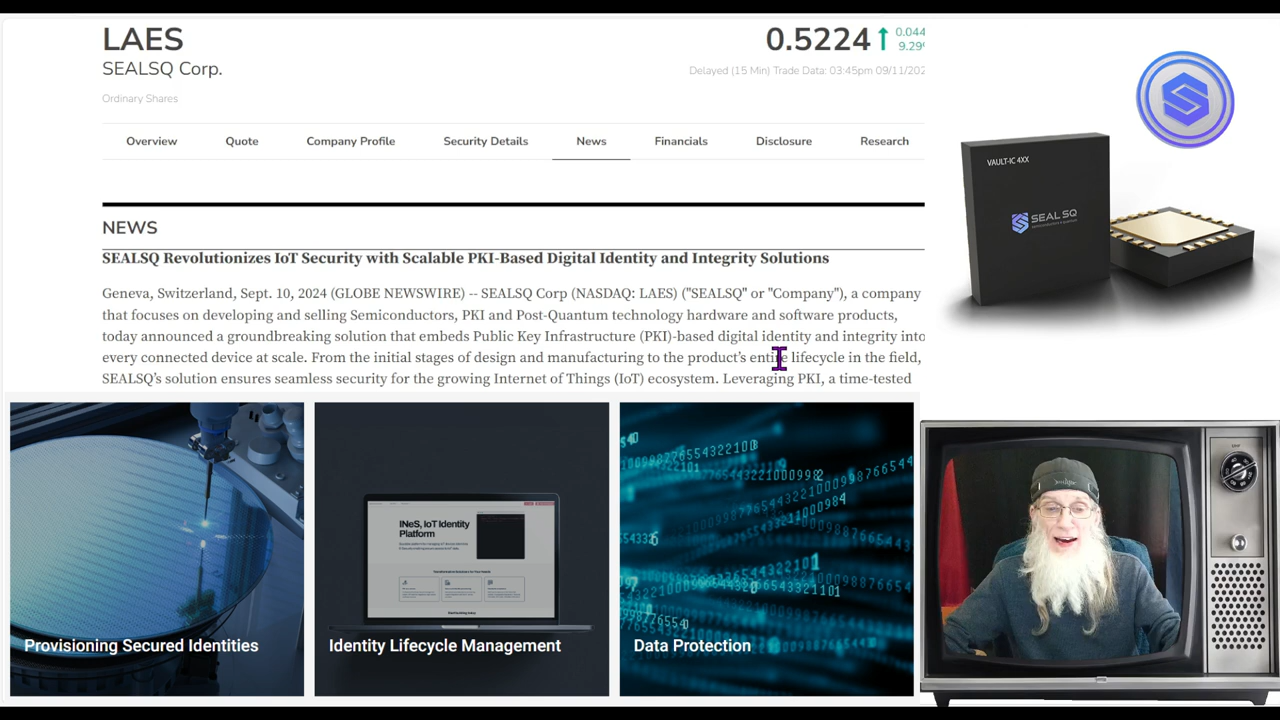 LAES
0.5224
0.044
9.29
SEALSQ Corp.
Delayed (15 Min) Trade Data: 03:45pm 09/11/202
Ordinary Shares
Overview Quote Company Profile Security Details News Financials Disclosure Research
NEWS
SEALSQ Revolutionizes IoT Security with Scalable PKI-Based Digital Identity and Integrity Solutions
Geneva, Switzerland, Sept. 10, 2024 (GLOBE NEWSWIRE) -- SEALSQ Corp (NASDAQ: LAES) ("SEALSQ" or "Company"), a company
that focuses on developing and selling Semiconductors, PKI and Post-Quantum technology hardware and software products,
today announced a groundbreaking solution that embeds Public Key Infrastructure (PKI)-based digital identity and integrity into
every connected device at scale. From the initial stages of design and manufacturing to the product's entire lifecycle in the field,
SEALSQ's solution ensures seamless security for the growing Internet of Things (IoT) ecosystem. Leveraging PKI, a time-tested
VAULT-IC 4XX
SEALSQ
INeS, IoT Identity
Platform
Provisioning Secured Identities
Identity Lifecycle Management
Data Protection